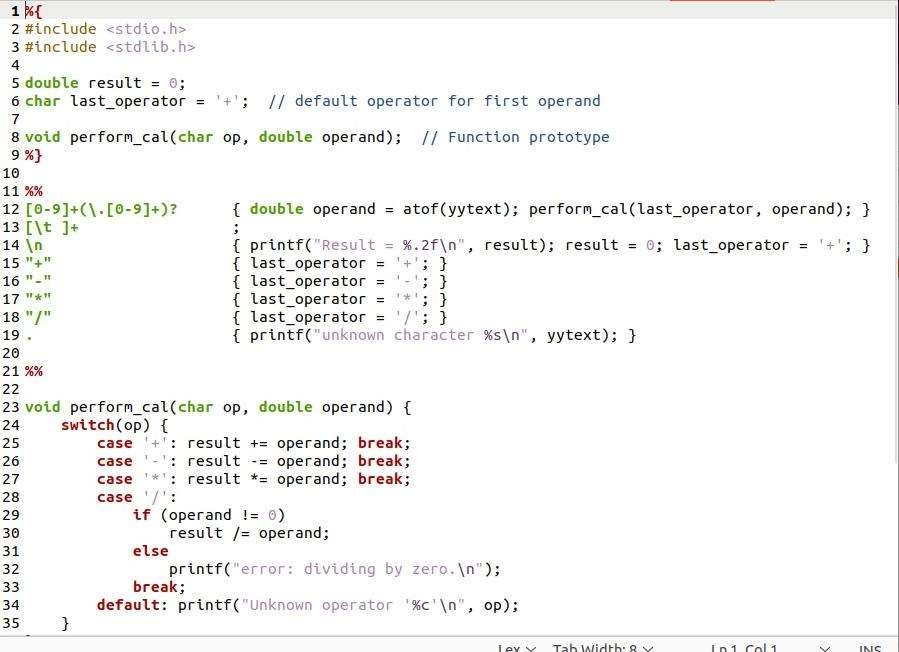 1 %{
2 #include <stdio.h>
3 #include <stdlib.h>
4
5 double result = 0;
6 char last_operator = '+';  // default operator for first operand
7
8 void perform_cal(char op, double operand);  // Function prototype
9 %}
10
11 %%
12 [0-9]+(\.[0-9]+)?      { double operand = atof(yytext); perform_cal(last_operator, operand); }
13 [\t ]+                 ;
14 \n                     { printf("Result = %.2f\n", result); result = 0; last_operator = '+'; }
15 "+"                    { last_operator = '+'; }
16 "-"                    { last_operator = '-'; }
17 "*"                    { last_operator = '*'; }
18 "/"                    { last_operator = '/'; }
19 .                      { printf("unknown character %s\n", yytext); }
20
21 %%
22
23 void perform_cal(char op, double operand) {
24     switch(op) {
25         case '+': result += operand; break;
26         case '-': result -= operand; break;
27         case '*': result *= operand; break;
28         case '/':
29             if (operand != 0)
30                 result /= operand;
31             else
32                 printf("error: dividing by zero.\n");
33             break;
34         default: printf("Unknown operator '%c'\n", op);
35     }
Lex Tab Width: 8 Ln 1, Col 1 INS